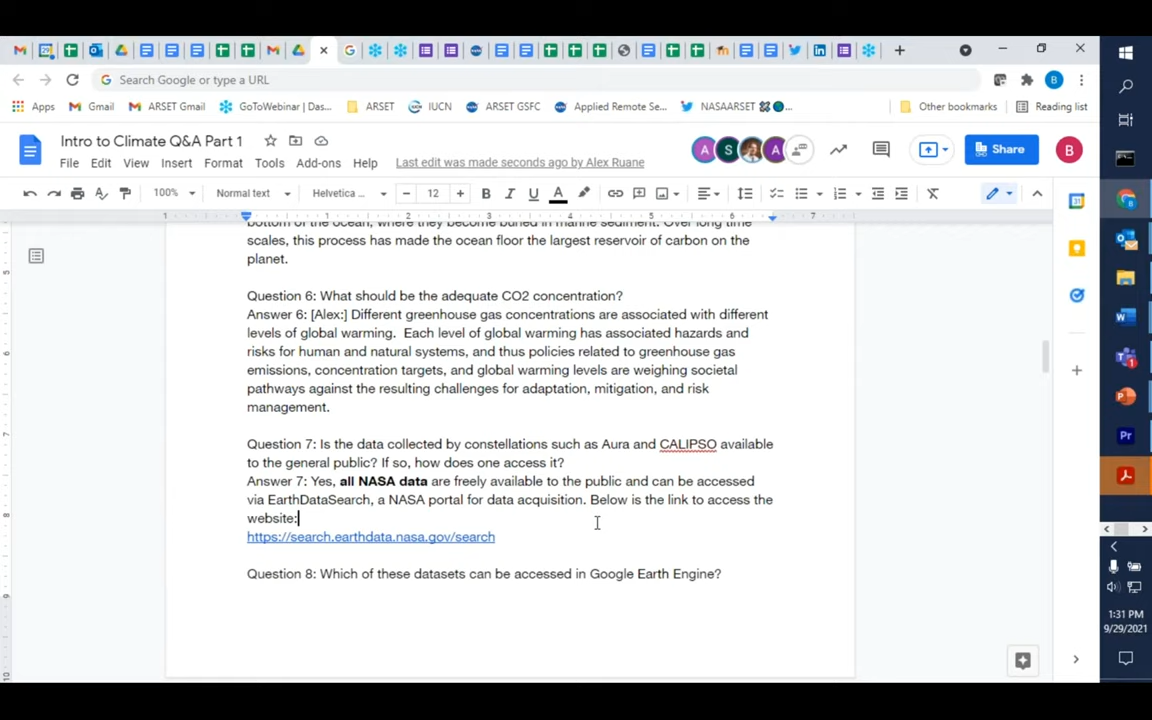 Search Google or type a URL
Apps Gmail ARSET Gmail GoToWebinar | Das... ARSET IUCN ARSET GSFC Applied Remote Se... NASAARSET Other bookmarks Reading list
Intro to Climate Q&A Part 1
File Edit View Insert Format Tools Add-ons Help Last edit was made seconds ago by Alex Ruane
Share
100% Normal text Helvetica ... 12
bottom of the ocean, where they become buried in marine sediment. Over long time
scales, this process has made the ocean floor the largest reservoir of carbon on the
planet.
Question 6: What should be the adequate CO2 concentration?
Answer 6: [Alex:] Different greenhouse gas concentrations are associated with different
levels of global warming. Each level of global warming has associated hazards and
risks for human and natural systems, and thus policies related to greenhouse gas
emissions, concentration targets, and global warming levels are weighing societal
pathways against the resulting challenges for adaptation, mitigation, and risk
management.
Question 7: Is the data collected by constellations such as Aura and CALIPSO available
to the general public? If so, how does one access it?
Answer 7: Yes, all NASA data are freely available to the public and can be accessed
via EarthDataSearch, a NASA portal for data acquisition. Below is the link to access the
website:
https://search.earthdata.nasa.gov/search
Question 8: Which of these datasets can be accessed in Google Earth Engine?
1:31 PM
9/29/2021